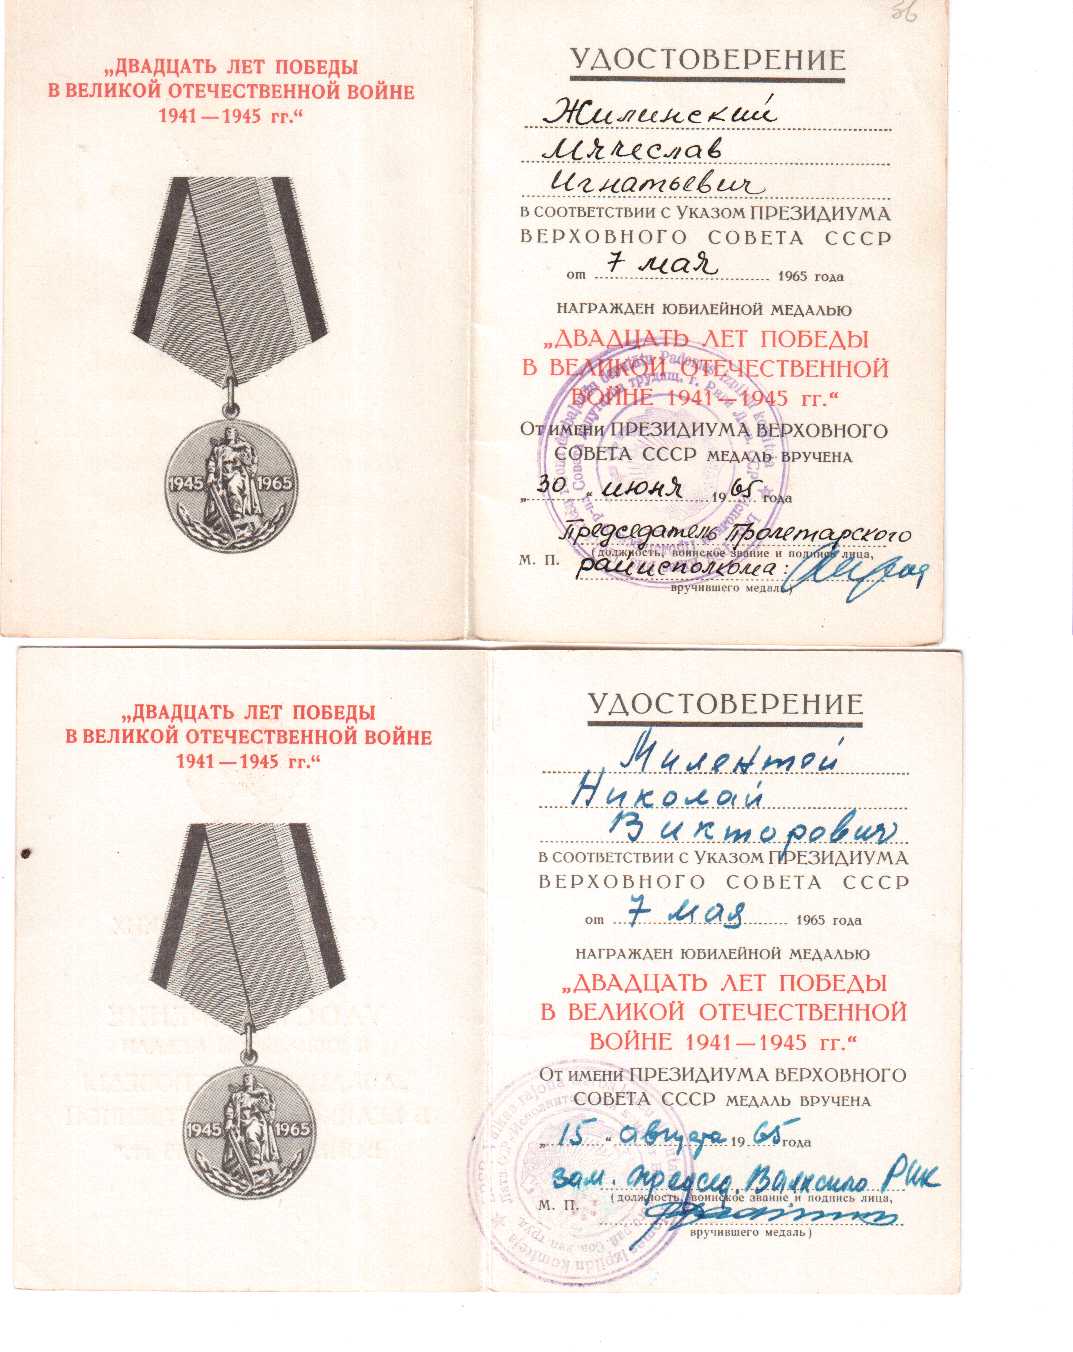 36
„ДВАДЦАТЬ ЛЕТ ПОБЕДЫ
В ВЕЛИКОЙ ОТЕЧЕСТВЕННОЙ ВОЙНЕ
1941—1945 гг.“
1945 1965
УДОСТОВЕРЕНИЕ
Жилинский
Мячеслав
Игнатьевич
В СООТВЕТСТВИИ С УКАЗОМ ПРЕЗИДИУМА
ВЕРХОВНОГО СОВЕТА СССР
от 7 мая 1965 года
НАГРАЖДЕН ЮБИЛЕЙНОЙ МЕДАЛЬЮ
„ДВАДЦАТЬ ЛЕТ ПОБЕДЫ
В ВЕЛИКОЙ ОТЕЧЕСТВЕННОЙ
ВОЙНЕ 1941—1945 гг.“
ОТ ИМЕНИ ПРЕЗИДИУМА ВЕРХОВНОГО
СОВЕТА СССР МЕДАЛЬ ВРУЧЕНА
„30“ июня 1965 года
Председатель Пролетарского
(должность, воинское звание и подпись лица,
М. П. райисполкома:
вручившего медаль)
„ДВАДЦАТЬ ЛЕТ ПОБЕДЫ
В ВЕЛИКОЙ ОТЕЧЕСТВЕННОЙ ВОЙНЕ
1941—1945 гг.“
1945 1965
УДОСТОВЕРЕНИЕ
Милентей
Николай
Викторович
В СООТВЕТСТВИИ С УКАЗОМ ПРЕЗИДИУМА
ВЕРХОВНОГО СОВЕТА СССР
от 7 мая 1965 года
НАГРАЖДЕН ЮБИЛЕЙНОЙ МЕДАЛЬЮ
„ДВАДЦАТЬ ЛЕТ ПОБЕДЫ
В ВЕЛИКОЙ ОТЕЧЕСТВЕННОЙ
ВОЙНЕ 1941—1945 гг.“
ОТ ИМЕНИ ПРЕЗИДИУМА ВЕРХОВНОГО
СОВЕТА СССР МЕДАЛЬ ВРУЧЕНА
„15“ августа 1965 года
Зам. председ. РИК
(должность, воинское звание и подпись лица,
М. П.
вручившего медаль)